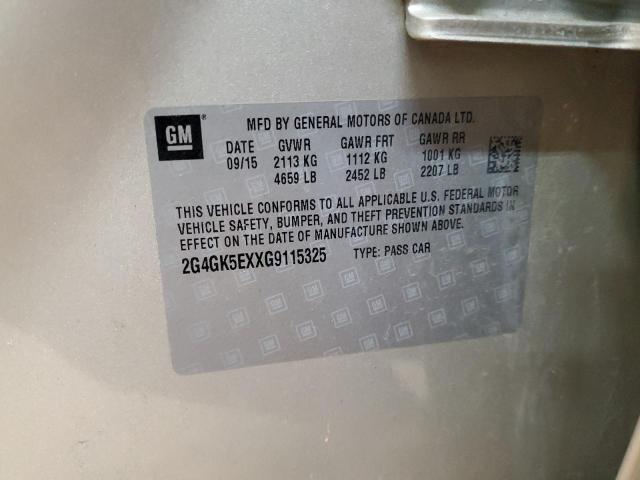 GM ® MFD BY GENERAL MOTORS OF CANADA LTD.
DATE GVWR GAWR FRT GAWR RR
09/15 2113 KG 1112 KG 1001 KG
4659 LB 2452 LB 2207 LB
THIS VEHICLE CONFORMS TO ALL APPLICABLE U.S. FEDERAL MOTOR
VEHICLE SAFETY, BUMPER, AND THEFT PREVENTION STANDARDS IN
EFFECT ON THE DATE OF MANUFACTURE SHOWN ABOVE.
2G4GK5EXXG9115325 TYPE: PASS CAR